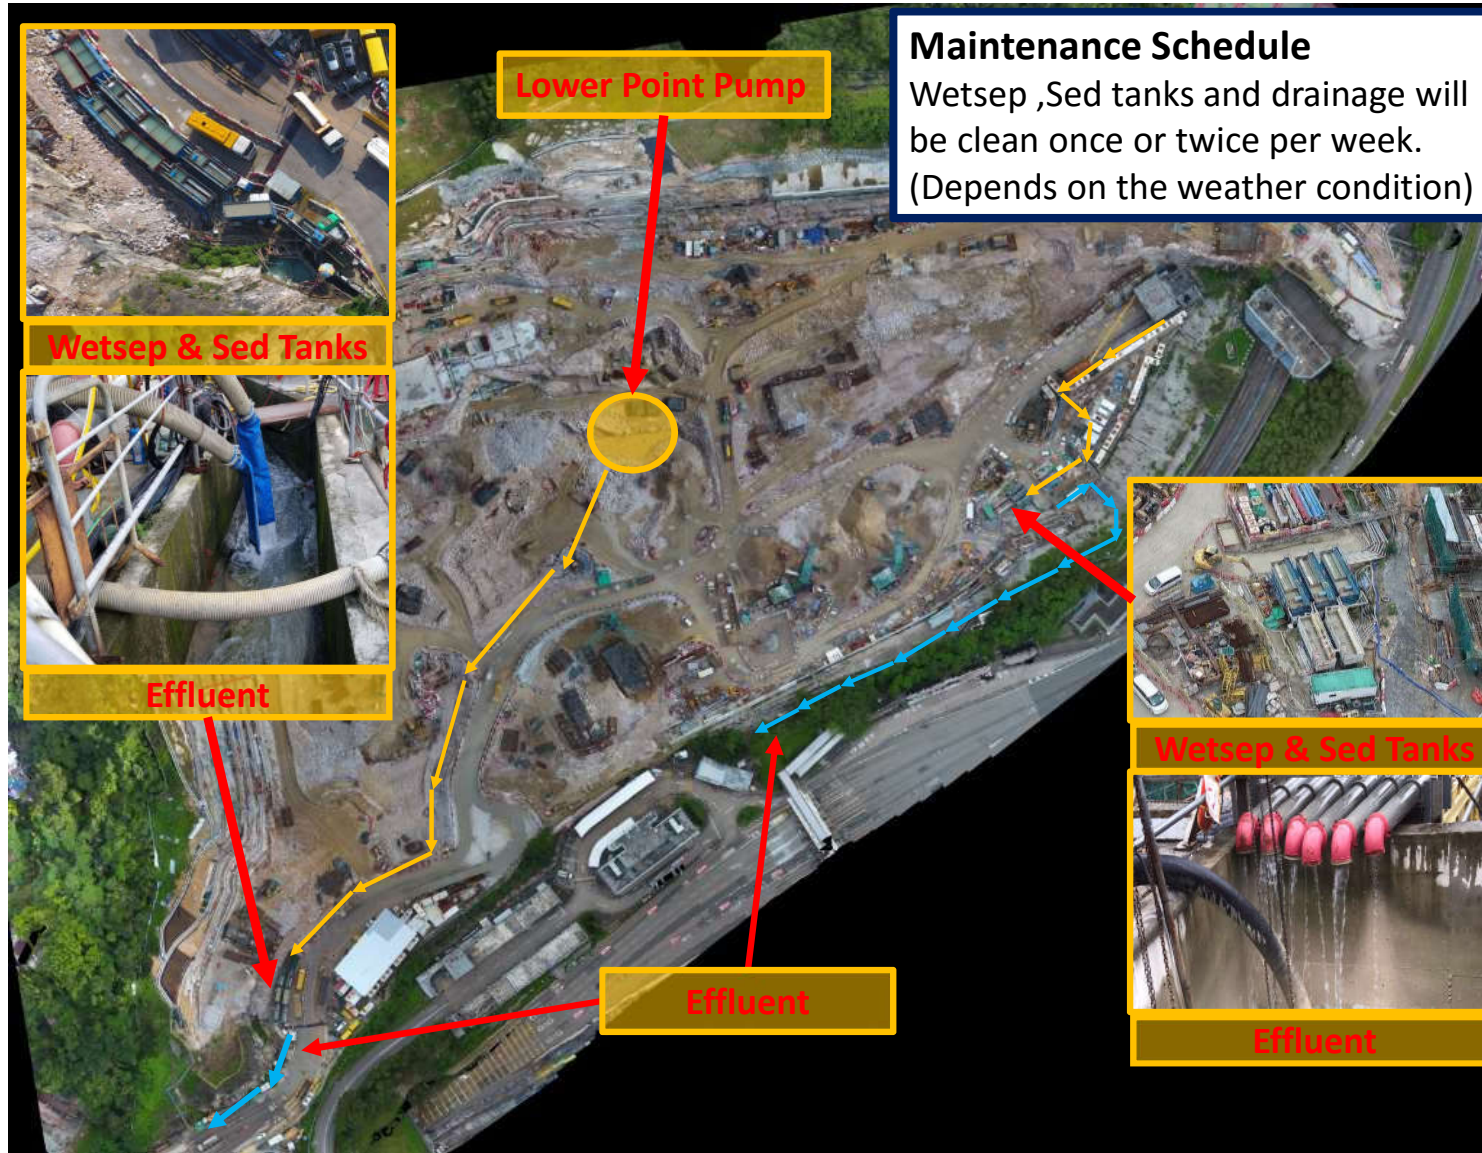 Maintenance Schedule
Wetsep ,Sed tanks and drainage will
be clean once or twice per week.
(Depends on the weather condition)
Lower Point Pump
Wetsep & Sed Tanks
Effluent
Wetsep & Sed Tanks
Effluent
Effluent